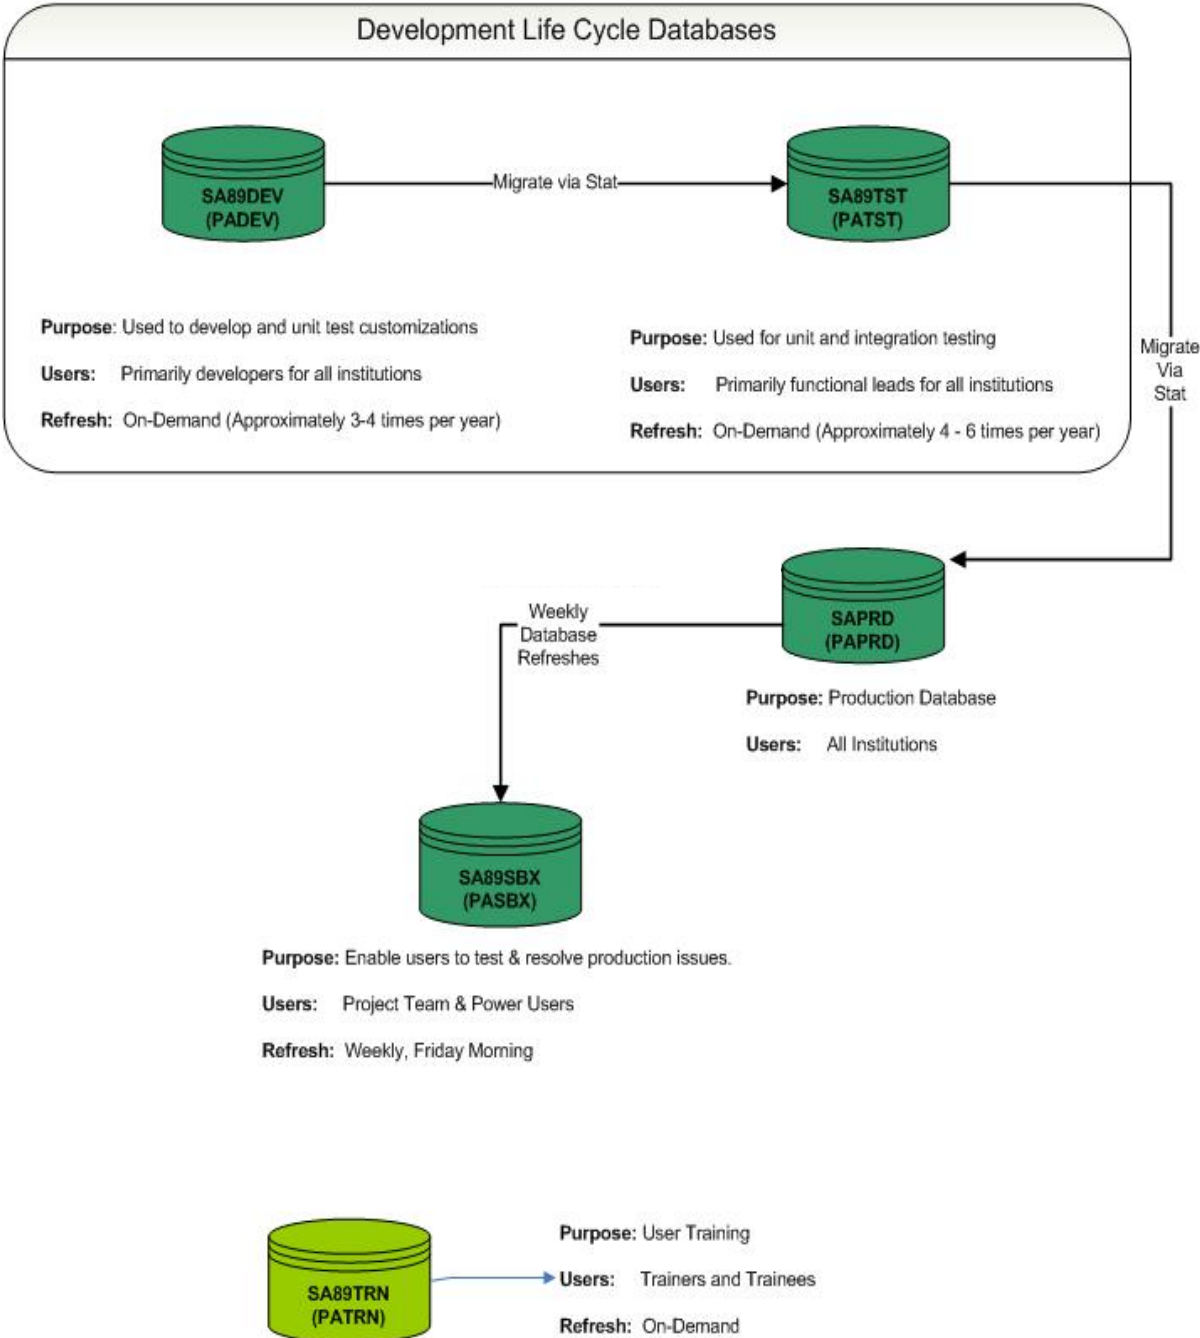 Development Life Cycle Databases
SA89DEV
(PADEV)
Migrate via Stat
SA89TST
(PATST)
Purpose: Used to develop and unit test customizations
Users: Primarily developers for all institutions
Refresh: On-Demand (Approximately 3-4 times per year)
Purpose: Used for unit and integration testing
Users: Primarily functional leads for all institutions
Refresh: On-Demand (Approximately 4 - 6 times per year)
Migrate
Via
Stat
SAPRD
(PAPRD)
Weekly
Database
Refreshes
Purpose: Production Database
Users: All Institutions
SA89SBX
(PASBX)
Purpose: Enable users to test & resolve production issues.
Users: Project Team & Power Users
Refresh: Weekly, Friday Morning
SA89TRN
(PATRN)
Purpose: User Training
Users: Trainers and Trainees
Refresh: On-Demand